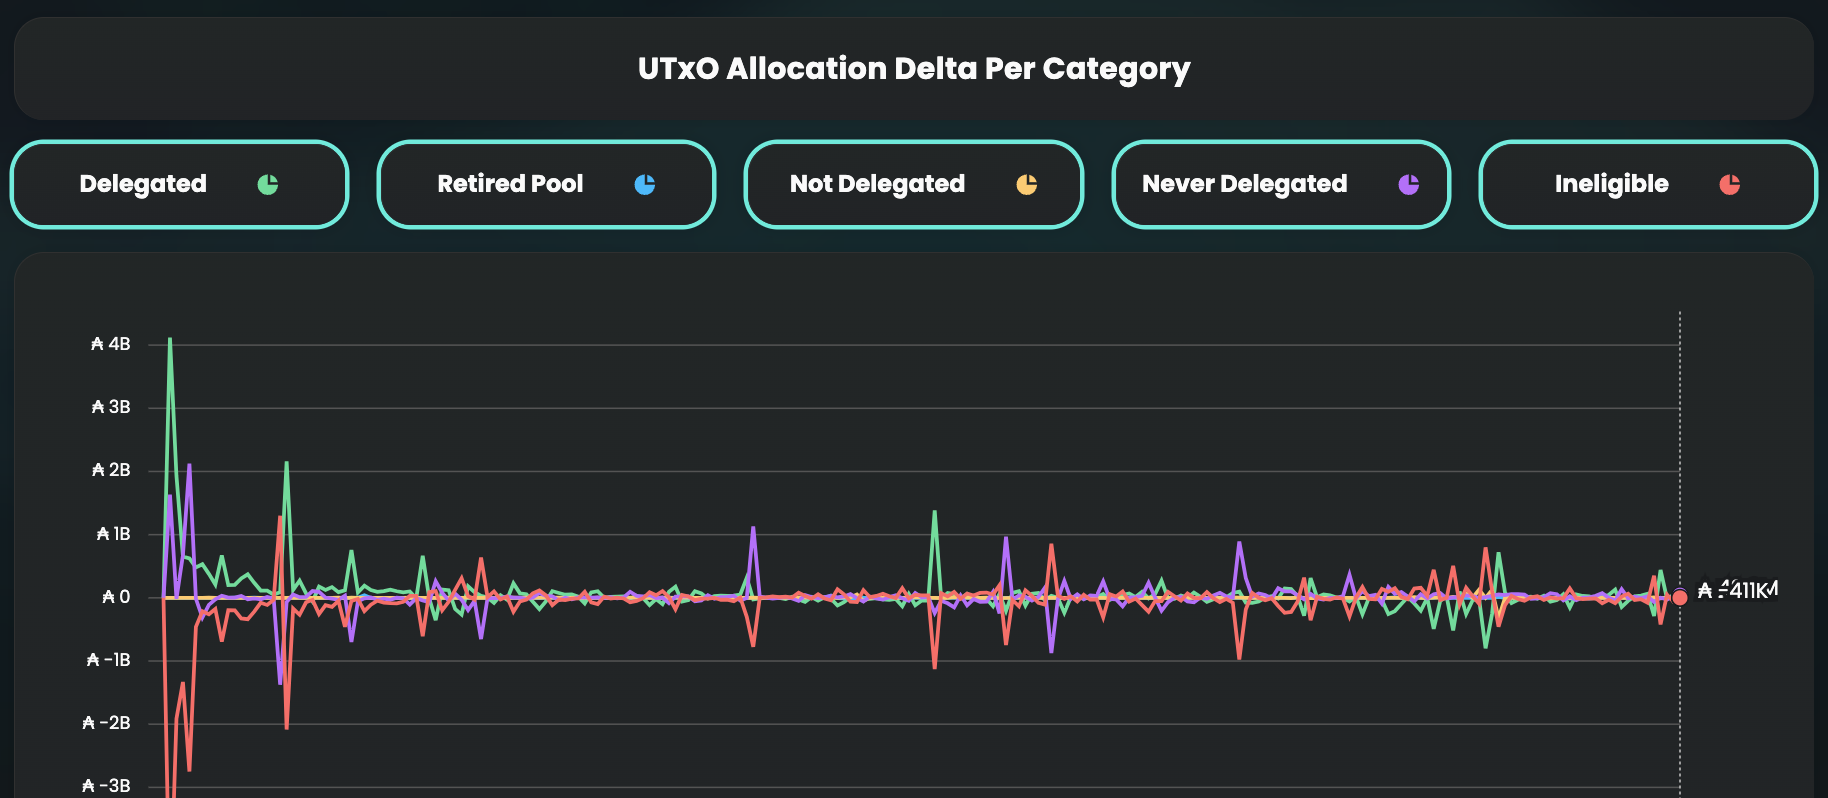 UTxO Allocation Delta Per Category
Delegated
Retired Pool
Not Delegated
Never Delegated
Ineligible
₳ 4B
₳ 3B
₳ 2B
₳ 1B
₳ 0
₳ -1B
₳ -2B
₳ -3B